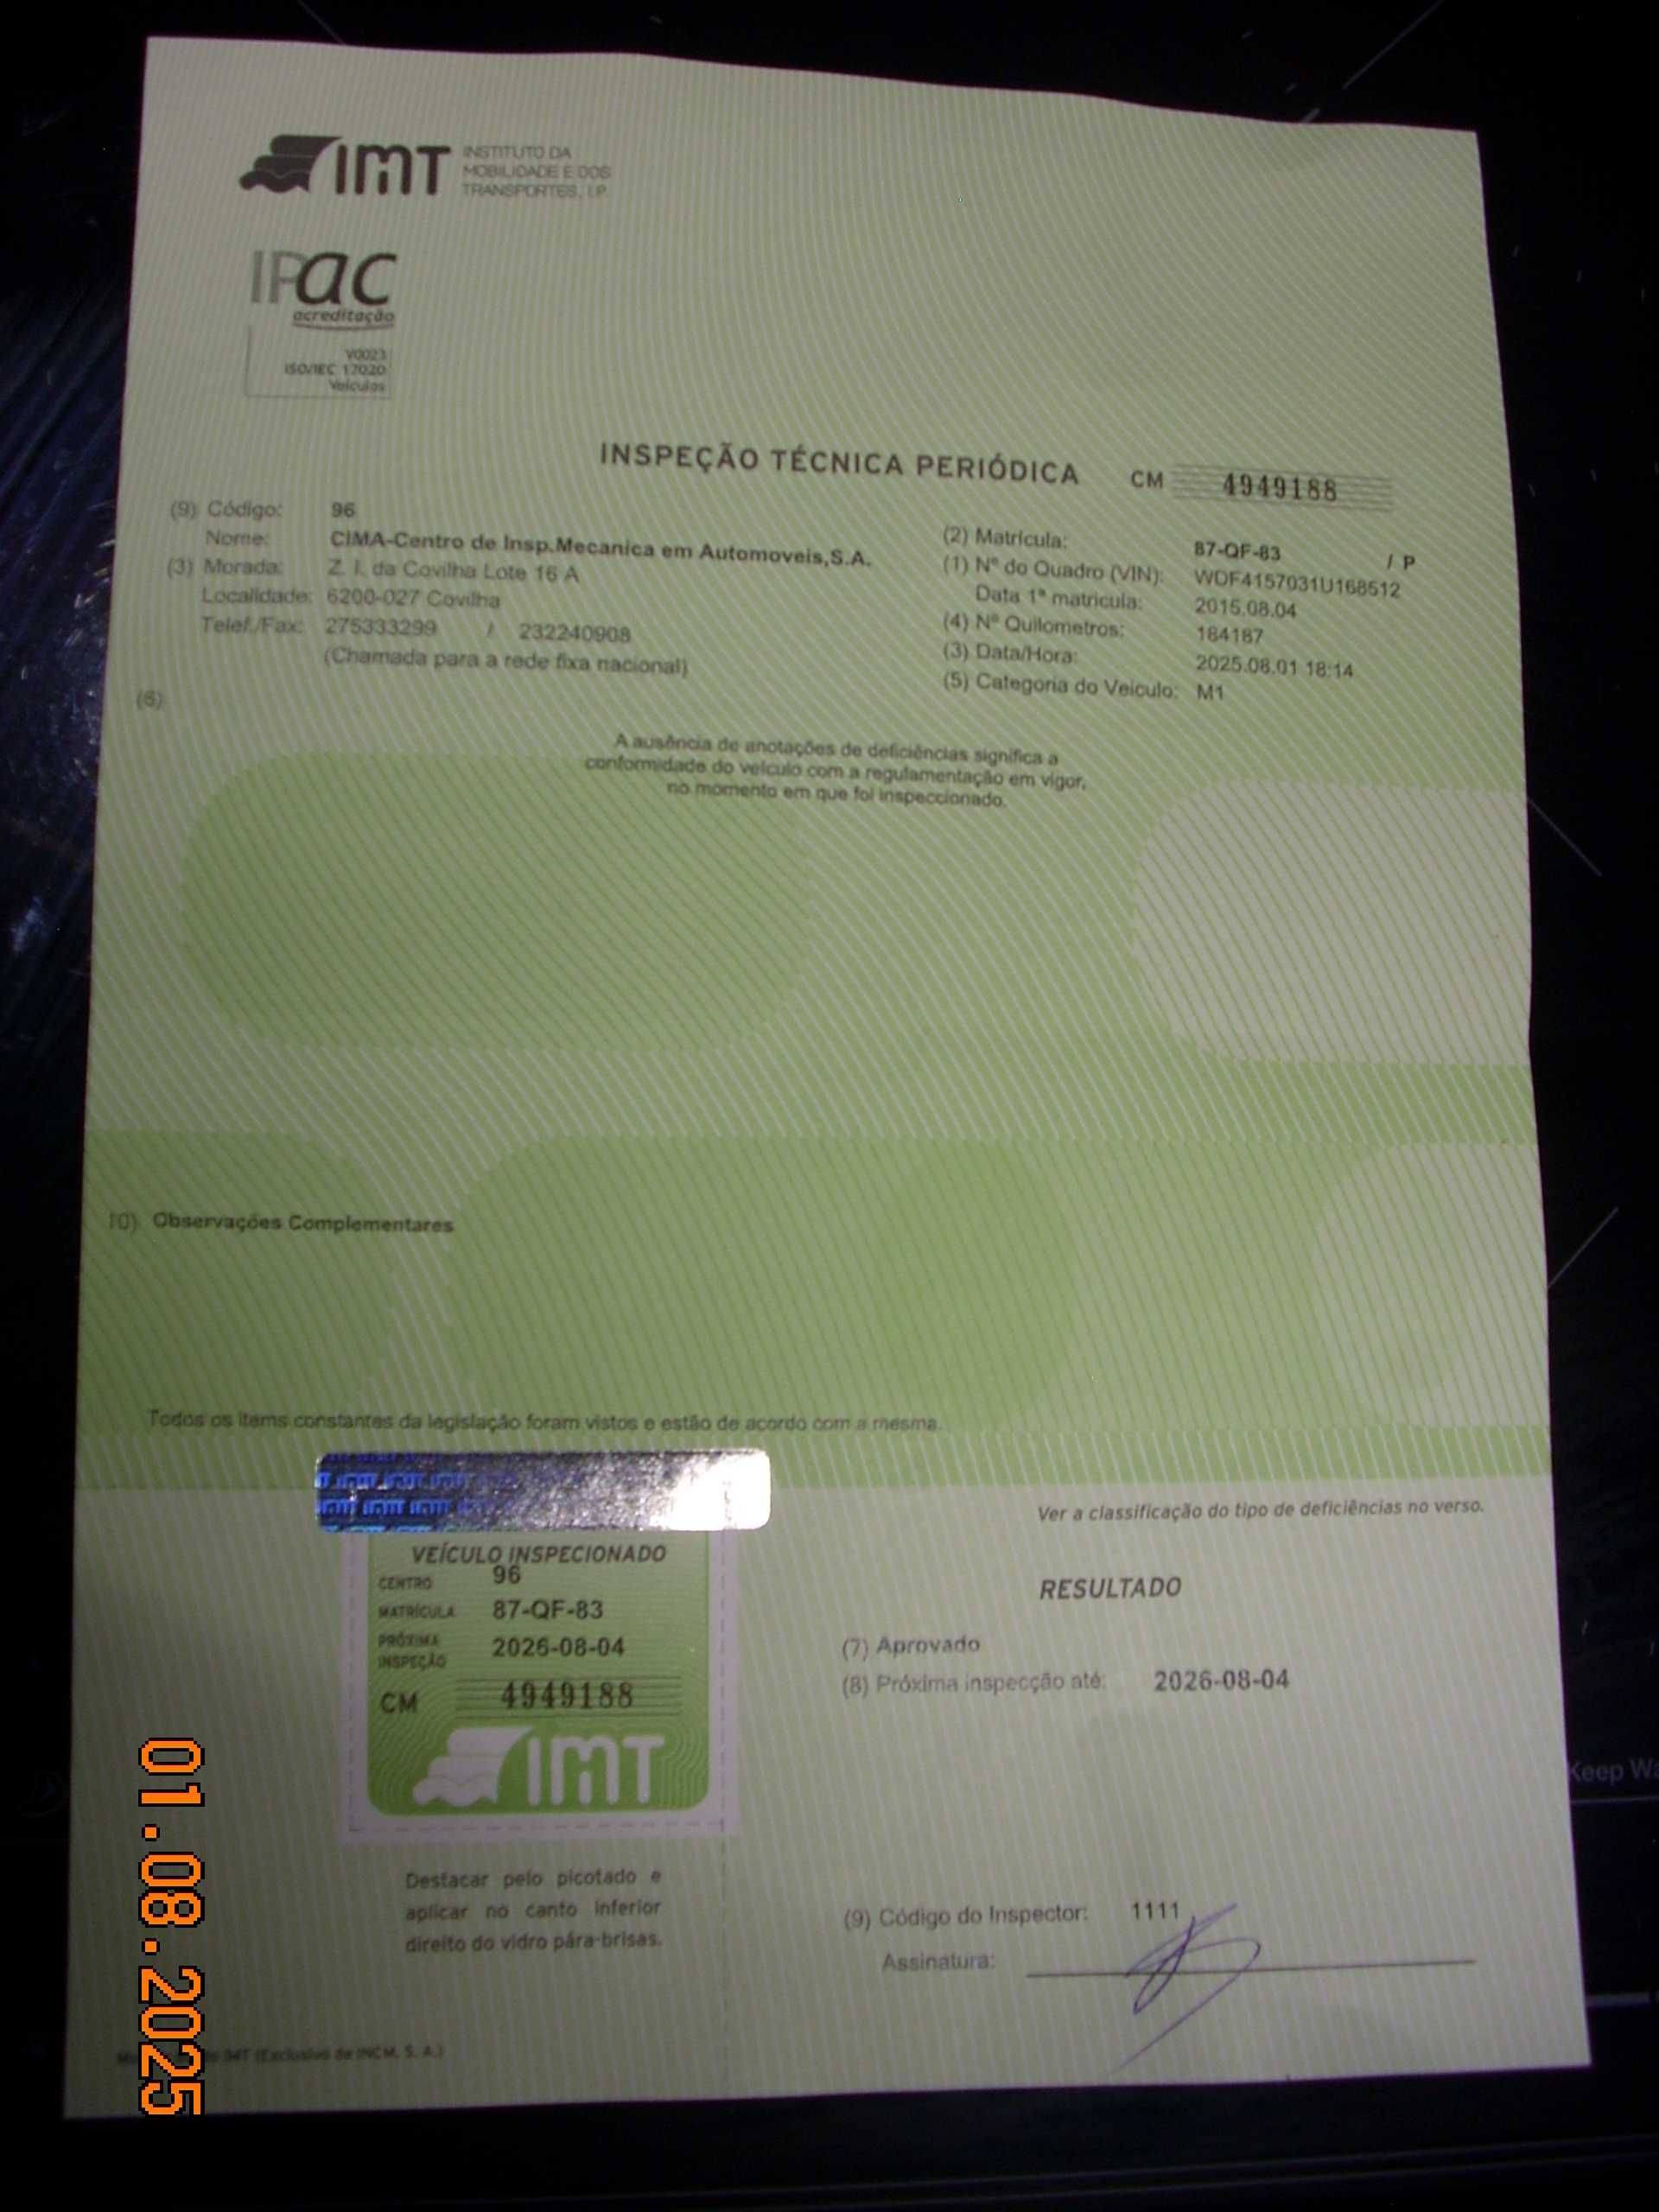 IMT INSTITUTO DA
MOBILIDADE E DOS
TRANSPORTES, I.P.
IPac
acreditação
V0023
ISO/IEC 17020
Veículos
INSPEÇÃO TÉCNICA PERIÓDICA CM 4949188
(9) Código: 96
Nome: CIMA-Centro de Insp.Mecanica em Automoveis,S.A.
(3) Morada: Z. I. da Covilha Lote 16 A
Localidade: 6200-027 Covilha
Telef./Fax: 275333299 / 232240908
(Chamada para a rede fixa nacional)
(2) Matrícula: 87-QF-83 / P
(1) Nº do Quadro (VIN): WDF4157031U168512
Data 1ª matricula: 2015.08.04
(4) Nº Quilometros: 184187
(3) Data/Hora: 2025.08.01 18:14
(5) Categoria do Veículo: M1
(6)
A ausência de anotações de deficiências significa a
conformidade do veículo com a regulamentação em vigor,
no momento em que foi inspeccionado.
10) Observações Complementares
Todos os items constantes da legislação foram vistos e estão de acordo com a mesma.
Ver a classificação do tipo de deficiências no verso.
VEÍCULO INSPECIONADO
CENTRO 96
MATRÍCULA 87-QF-83
PRÓXIMA
INSPEÇÃO 2026-08-04
CM 4949188
IMT
RESULTADO
(7) Aprovado
(8) Próxima inspecção até: 2026-08-04
Destacar pelo picotado e
aplicar no canto inferior
direito do vidro pára-brisas.
(9) Código do Inspector: 1111
Assinatura:
IMT (Exclusivo da INCM, S. A.)
01.08.2025
Keep